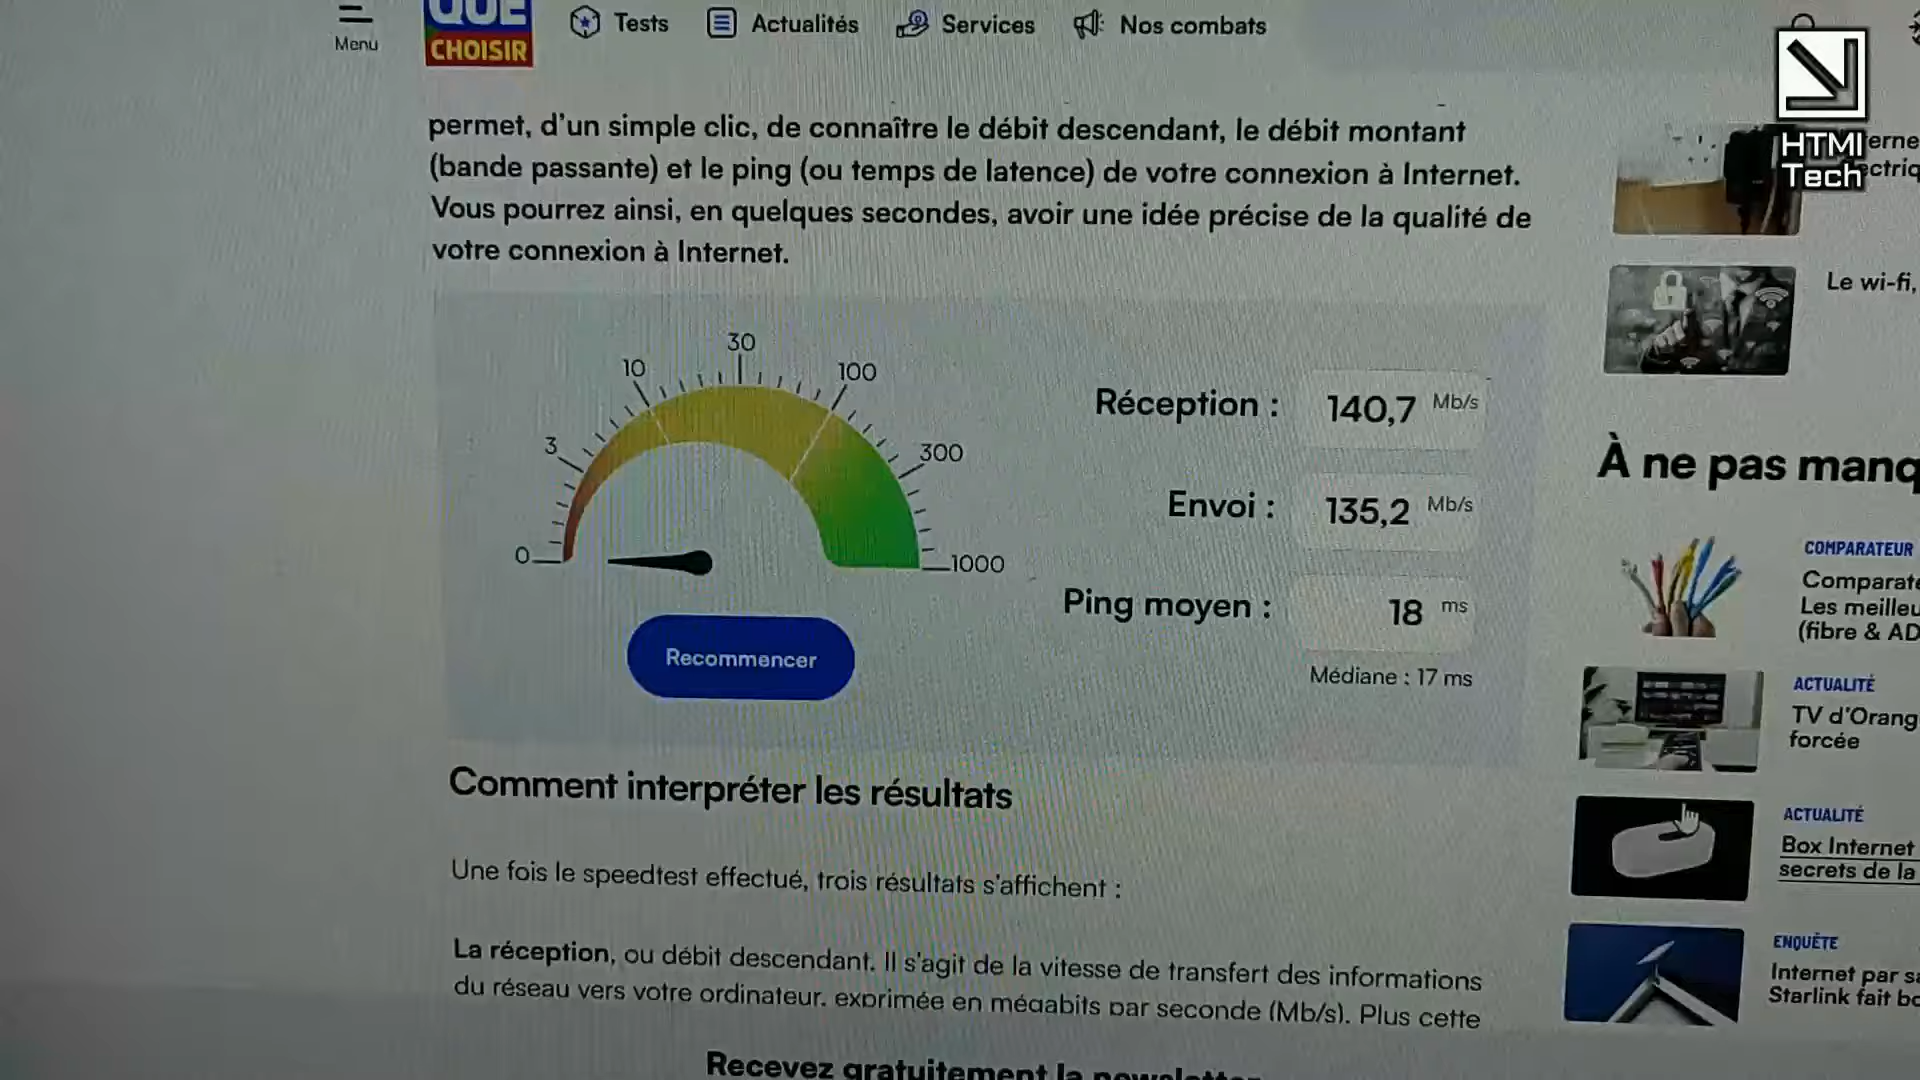 Menu
QUE
CHOISIR
Tests
Actualités
Services
Nos combats
HTMI
Tech
permet, d'un simple clic, de connaître le débit descendant, le débit montant
(bande passante) et le ping (ou temps de latence) de votre connexion à Internet.
Vous pourrez ainsi, en quelques secondes, avoir une idée précise de la qualité de
votre connexion à Internet.
0
3
10
30
100
300
1000
Recommencer
Réception : 140,7 Mb/s
Envoi : 135,2 Mb/s
Ping moyen : 18 ms
Médiane : 17 ms
Comment interpréter les résultats
Une fois le speedtest effectué, trois résultats s'affichent :
La réception, ou débit descendant. Il s'agit de la vitesse de transfert des informations
du réseau vers votre ordinateur, exprimée en mégabits par seconde (Mb/s). Plus cette
Recevez gratuitement la newsletter
Le wi-fi,
À ne pas manq
COMPARATEUR
Comparate
Les meilleu
(fibre & AD
ACTUALITÉ
TV d'Orang
forcée
ACTUALITÉ
Box Internet
secrets de la
ENQUÊTE
Internet par sa
Starlink fait bo